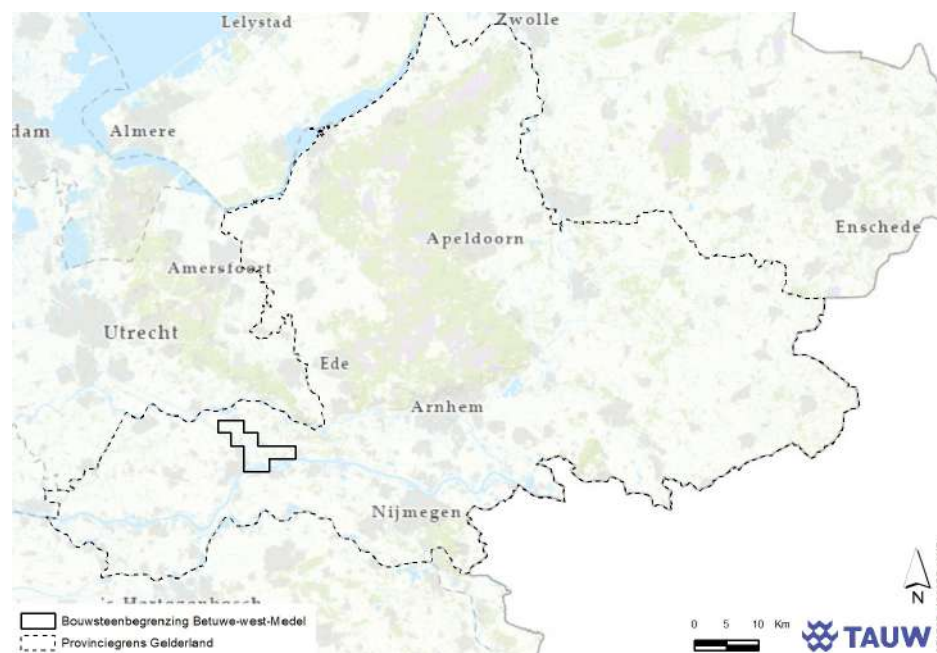 Lelystad
Zwolle
dam
Almere
Enschede
Apeldoorn
Amersfoort
Utrecht
Ede
Arnhem
Nijmegen
's Hertogenbosch
Bouwsteenbegrenzing Betuwe-west-Medel
Provinciegrens Gelderland
0 5 10 Km
N
TAUW